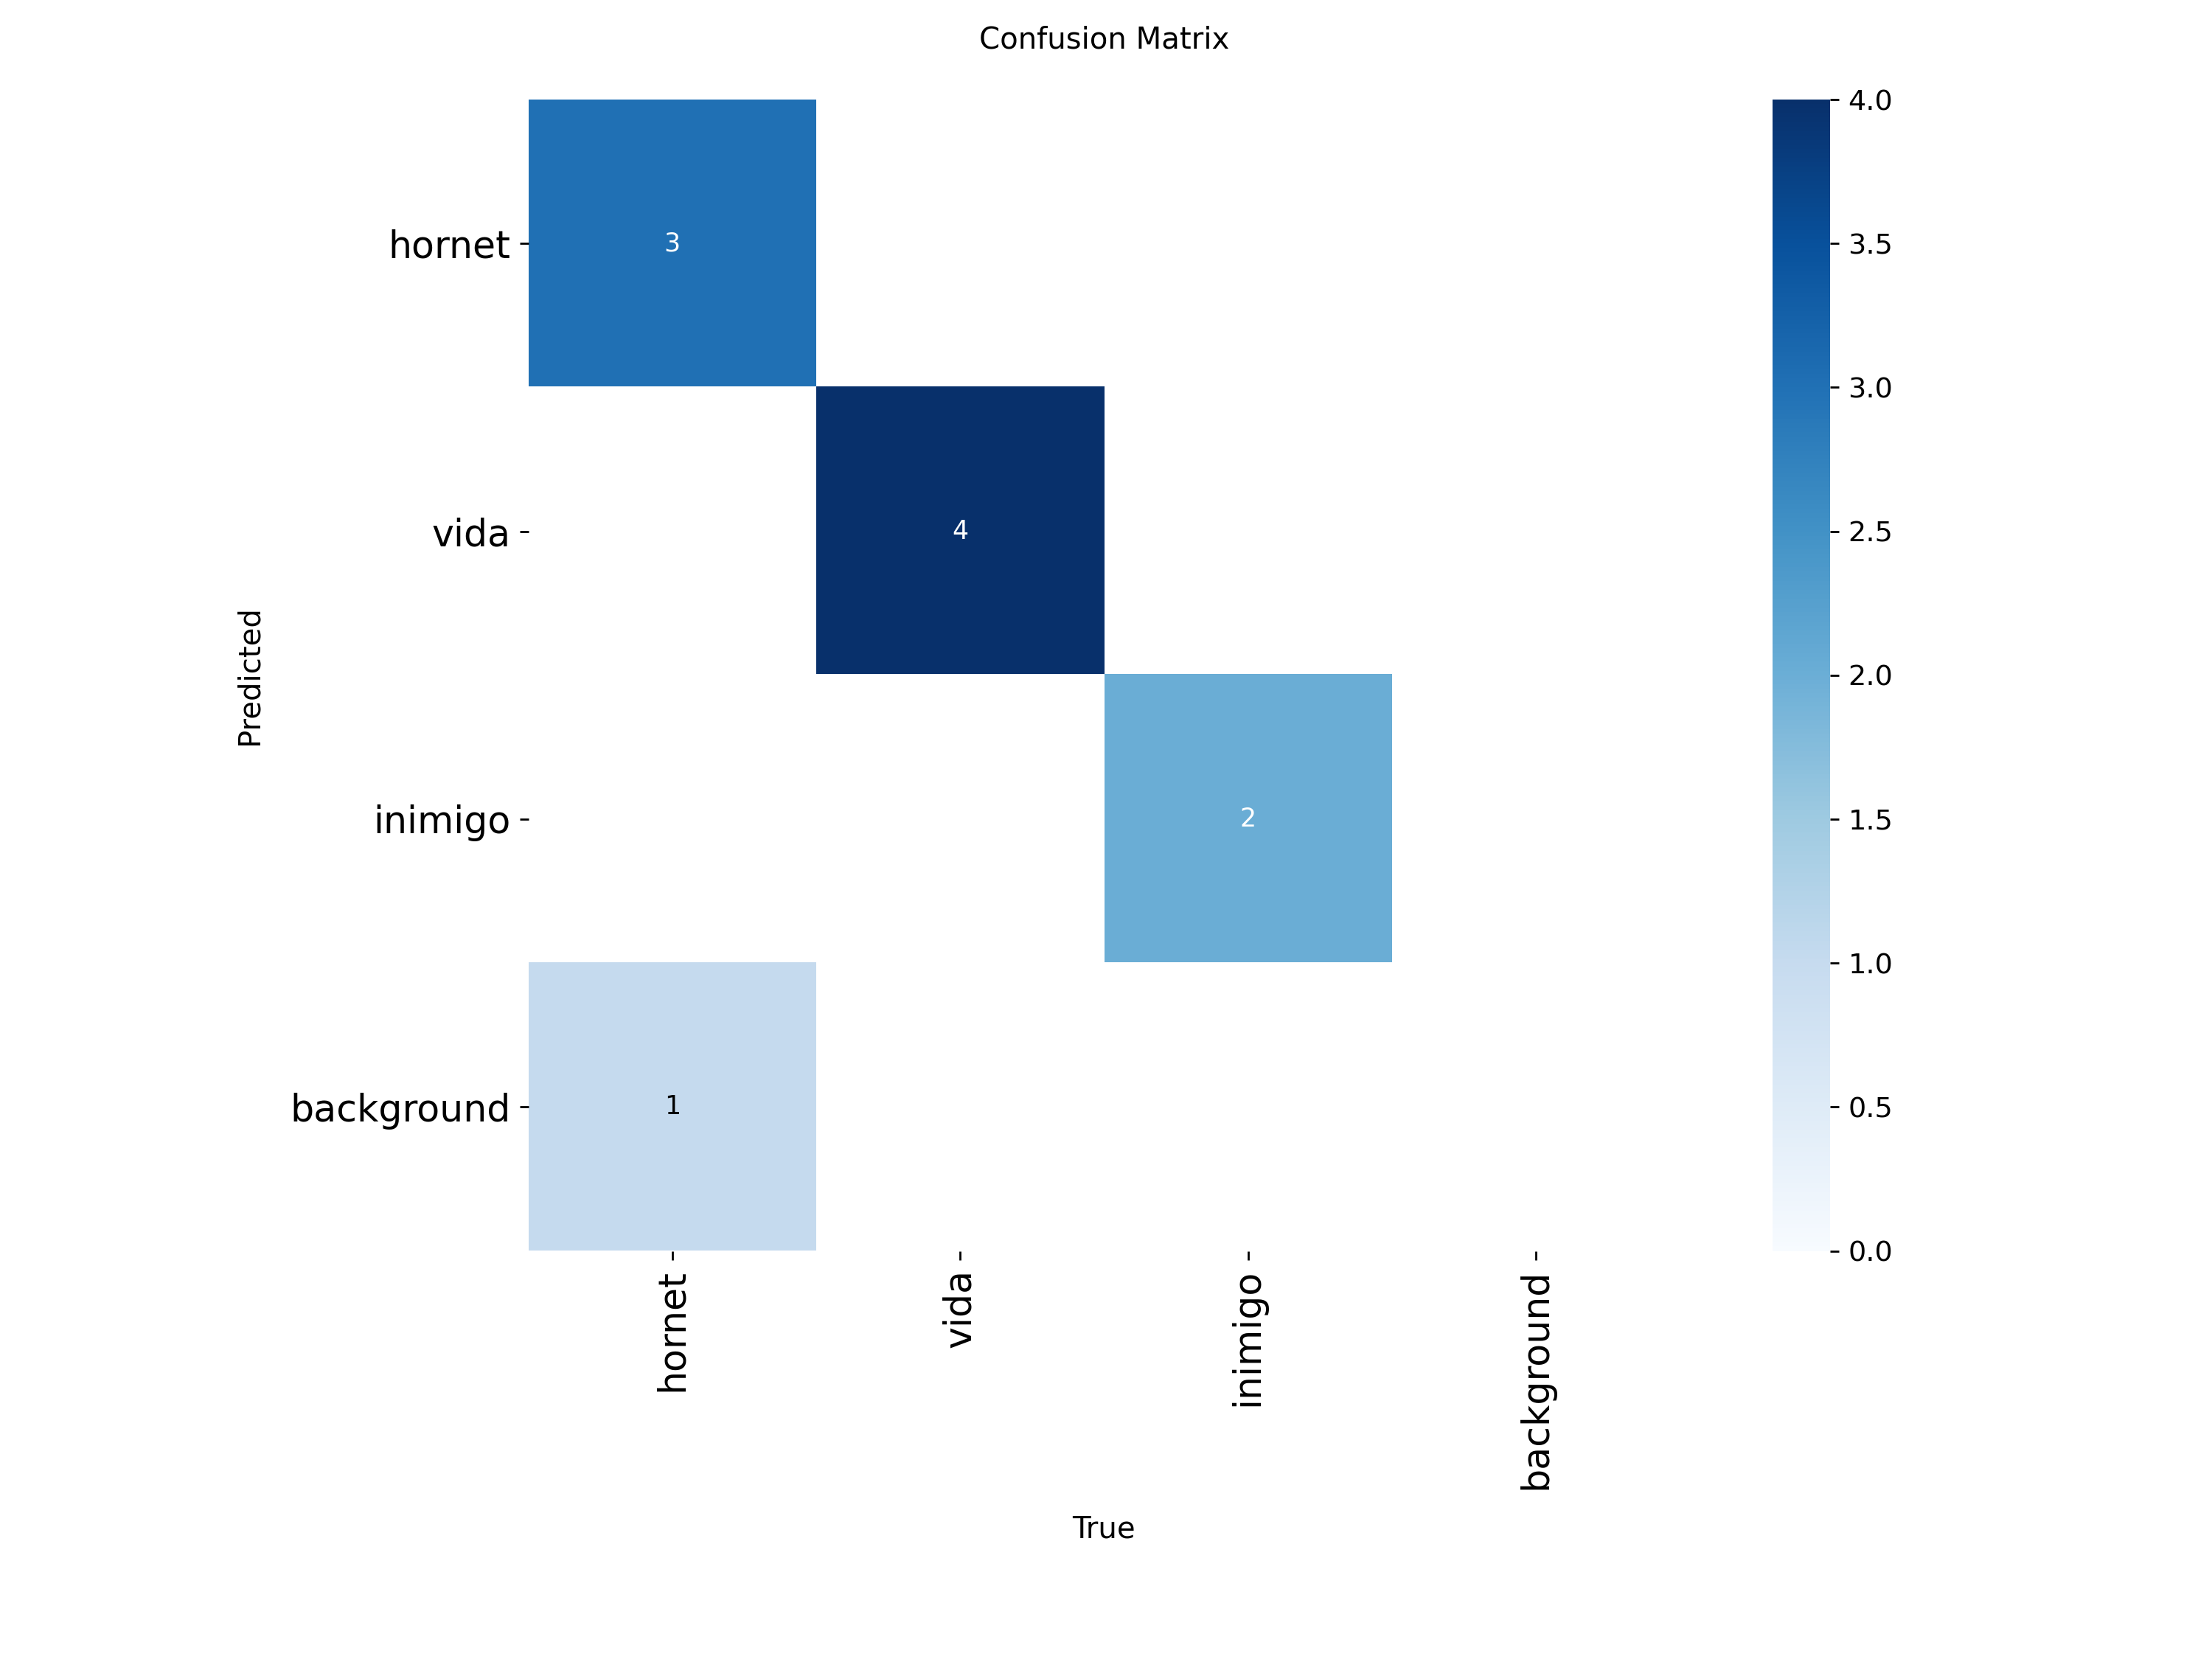 Confusion Matrix
hornet
3
vida
4
inimigo
2
background
1
Predicted
hornet
vida
inimigo
background
True
4.0
3.5
3.0
2.5
2.0
1.5
1.0
0.5
0.0